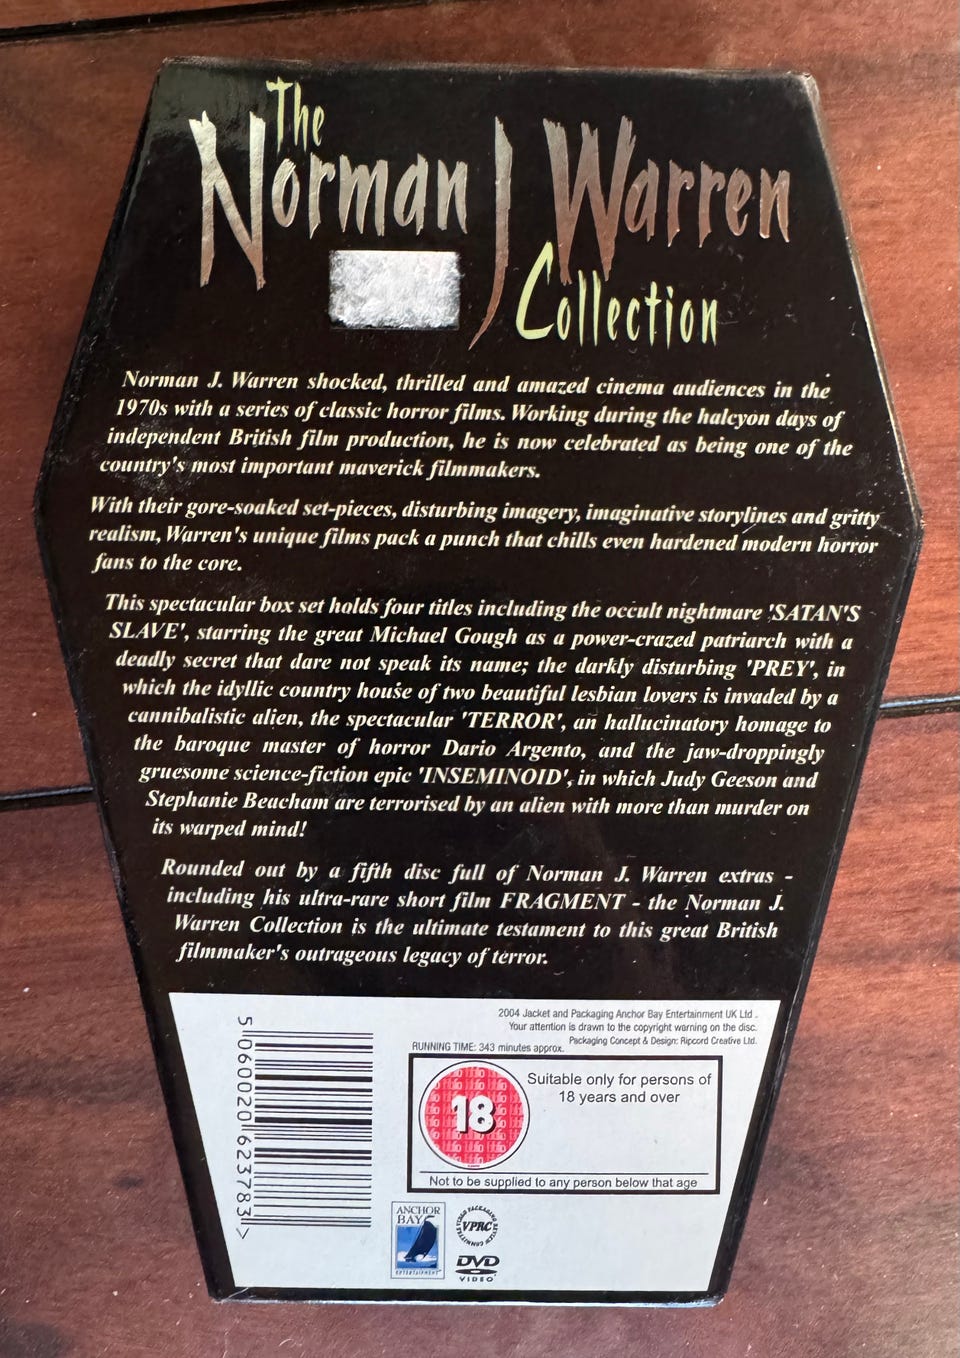 The
Norman J Warren
Collection
Norman J. Warren shocked, thrilled and amazed cinema audiences in the
1970s with a series of classic horror films. Working during the halcyon days of
independent British film production, he is now celebrated as being one of the
country's most important maverick filmmakers.
With their gore-soaked set-pieces, disturbing imagery, imaginative storylines and gritty
realism, Warren's unique films pack a punch that chills even hardened modern horror
fans to the core.
This spectacular box set holds four titles including the occult nightmare 'SATAN'S
SLAVE', starring the great Michael Gough as a power-crazed patriarch with a
deadly secret that dare not speak its name; the darkly disturbing 'PREY', in
which the idyllic country house of two beautiful lesbian lovers is invaded by a
cannibalistic alien, the spectacular 'TERROR', an hallucinatory homage to
the baroque master of horror Dario Argento, and the jaw-droppingly
gruesome science-fiction epic 'INSEMINOID', in which Judy Geeson and
Stephanie Beacham are terrorised by an alien with more than murder on
its warped mind!
Rounded out by a fifth disc full of Norman J. Warren extras -
including his ultra-rare short film FRAGMENT - the Norman J.
Warren Collection is the ultimate testament to this great British
filmmaker's outrageous legacy of terror.
2004 Jacket and Packaging Anchor Bay Entertainment UK Ltd .
Your attention is drawn to the copyright warning on the disc.
Packaging Concept & Design: Ripcord Creative Ltd.
RUNNING TIME: 343 minutes approx.
18
Suitable only for persons of
18 years and over
Not to be supplied to any person below that age
5 060020 623783 >
ANCHOR
BAY
ENTERTAINMENT
VIDEO PACKAGING REVIEW COMMITTEE
VPRC
DVD
VIDEO